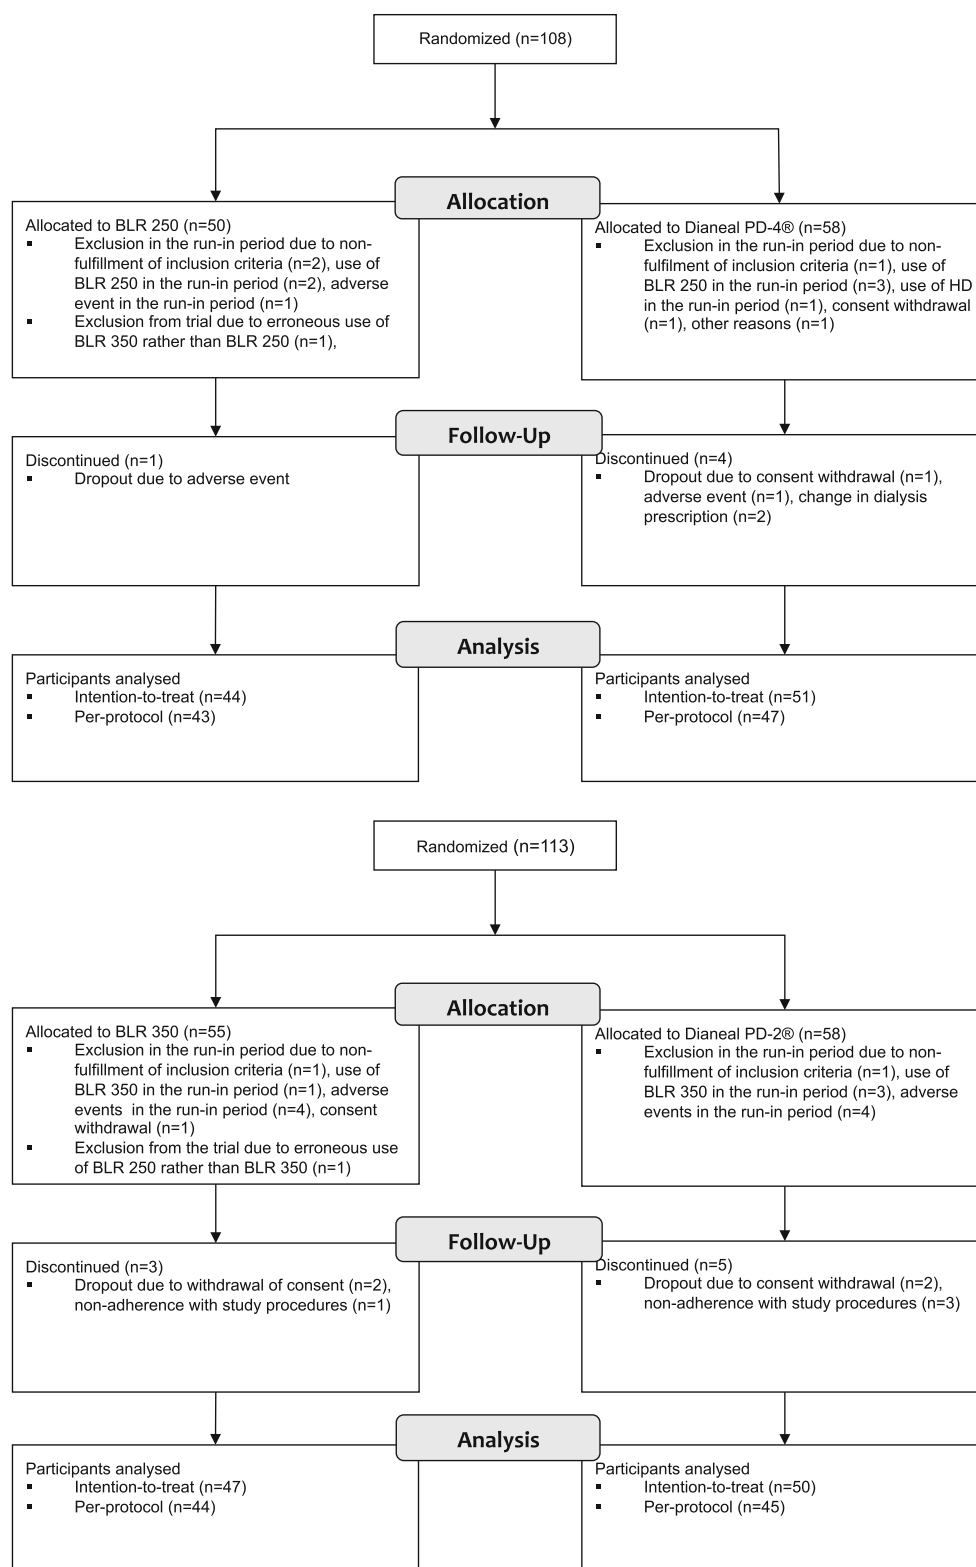 Randomized (n=108)
Allocation
Allocated to BLR 250 (n=50)
▪ Exclusion in the run-in period due to non-
fulfillment of inclusion criteria (n=2), use of
BLR 250 in the run-in period (n=2), adverse
event in the run-in period (n=1)
▪ Exclusion from trial due to erroneous use of
BLR 350 rather than BLR 250 (n=1),
Allocated to Dianeal PD-4® (n=58)
▪ Exclusion in the run-in period due to non-
fulfillment of inclusion criteria (n=1), use of
BLR 250 in the run-in period (n=3), use of HD
in the run-in period (n=1), consent withdrawal
(n=1), other reasons (n=1)
Follow-Up
Discontinued (n=1)
▪ Dropout due to adverse event
Discontinued (n=4)
▪ Dropout due to consent withdrawal (n=1),
adverse event (n=1), change in dialysis
prescription (n=2)
Analysis
Participants analysed
▪ Intention-to-treat (n=44)
▪ Per-protocol (n=43)
Participants analysed
▪ Intention-to-treat (n=51)
▪ Per-protocol (n=47)
Randomized (n=113)
Allocation
Allocated to BLR 350 (n=55)
▪ Exclusion in the run-in period due to non-
fulfillment of inclusion criteria (n=1), use of
BLR 350 in the run-in period (n=1), adverse
events in the run-in period (n=4), consent
withdrawal (n=1)
▪ Exclusion from the trial due to erroneous use
of BLR 250 rather than BLR 350 (n=1)
Allocated to Dianeal PD-2® (n=58)
▪ Exclusion in the run-in period due to non-
fulfillment of inclusion criteria (n=1), use of
BLR 350 in the run-in period (n=3), adverse
events in the run-in period (n=4)
Follow-Up
Discontinued (n=3)
▪ Dropout due to withdrawal of consent (n=2),
non-adherence with study procedures (n=1)
Discontinued (n=5)
▪ Dropout due to consent withdrawal (n=2),
non-adherence with study procedures (n=3)
Analysis
Participants analysed
▪ Intention-to-treat (n=47)
▪ Per-protocol (n=44)
Participants analysed
▪ Intention-to-treat (n=50)
▪ Per-protocol (n=45)